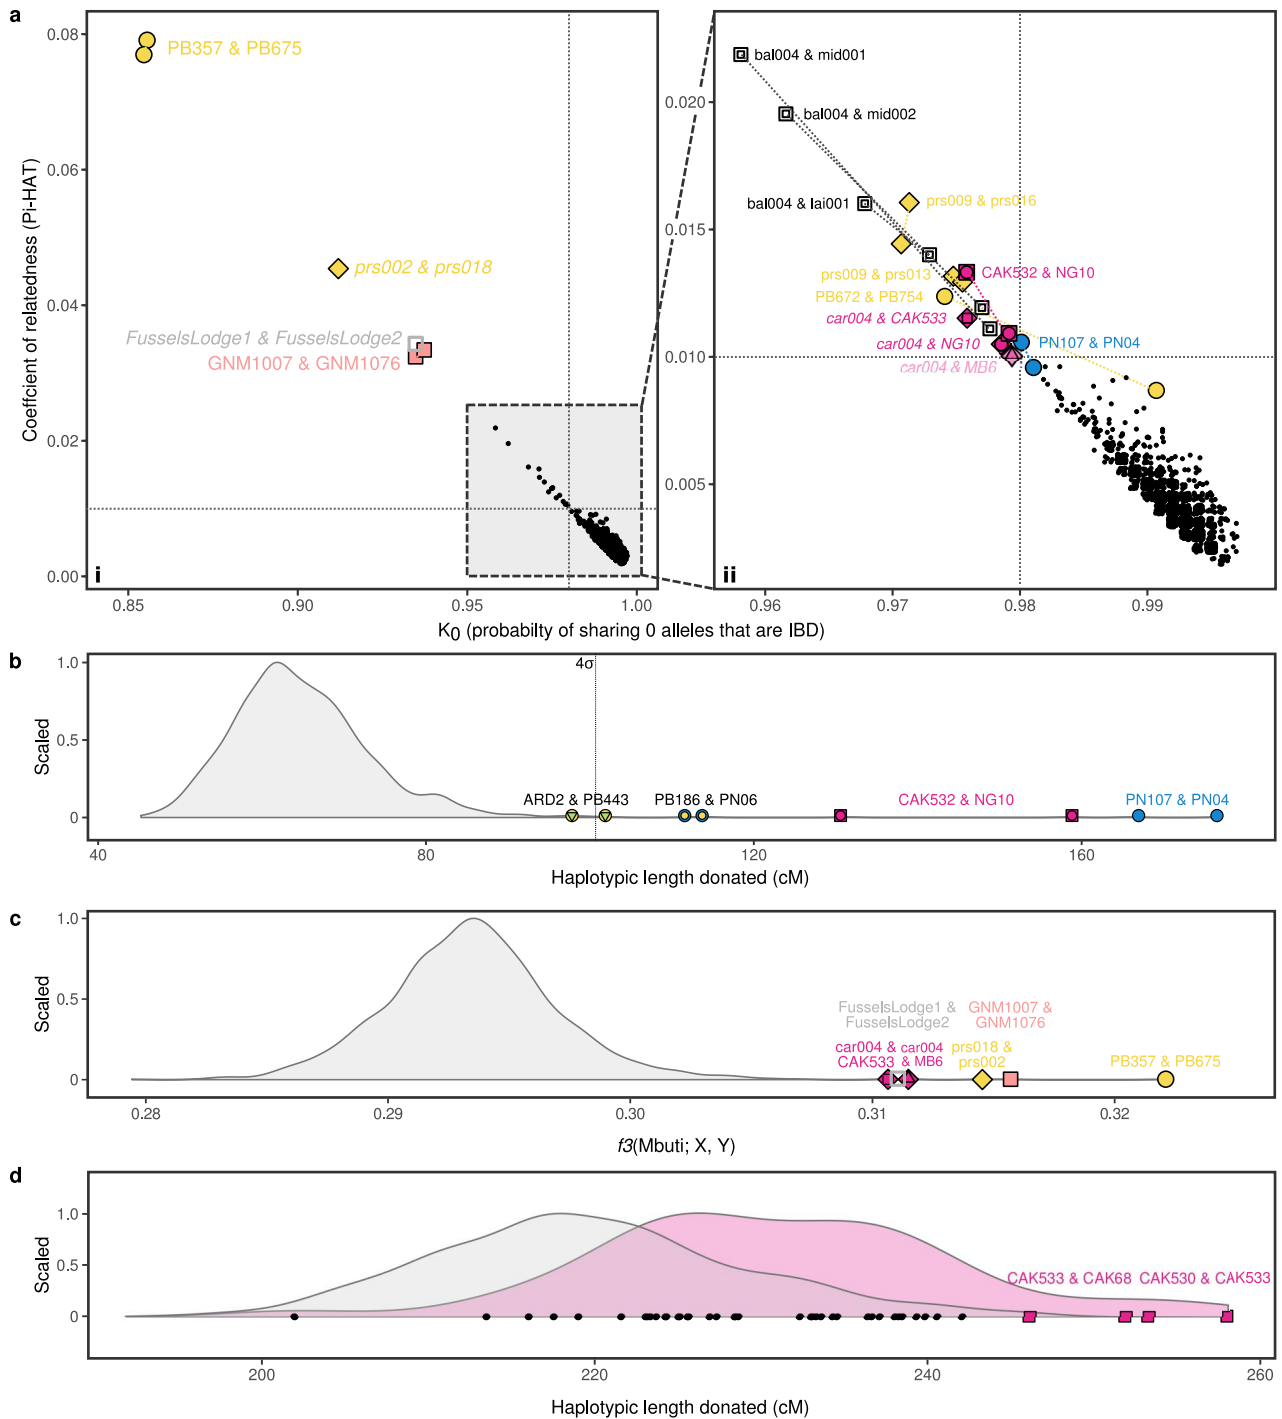 a
0.08
0.06
0.04
0.02
0.00
Coeffcient of relatedness (Pi-HAT)
PB357 & PB675
prs002 & prs018
FusselsLodge1 & FusselsLodge2
GNM1007 & GNM1076
i
0.85
0.90
0.95
1.00
0.020
0.015
0.010
0.005
bal004 & mid001
bal004 & mid002
bal004 & lai001
prs009 & prs016
prs009 & prs013
CAK532 & NG10
PB672 & PB754
car004 & CAK533
car004 & NG10
PN107 & PN04
car004 & MB6
ii
0.96
0.97
0.98
0.99
K0 (probabilty of sharing 0 alleles that are IBD)
b
1.0
0.5
0
Scaled
4σ
ARD2 & PB443
PB186 & PN06
CAK532 & NG10
PN107 & PN04
40
80
120
160
Haplotypic length donated (cM)
c
1.0
0.5
0
Scaled
FusselsLodge1 &
FusselsLodge2
GNM1007 &
GNM1076
car004 &
CAK533
car004
& MB6
prs018 &
prs002
PB357 & PB675
0.28
0.29
0.30
0.31
0.32
f3(Mbuti; X, Y)
d
1.0
0.5
0
Scaled
CAK533 & CAK68
CAK530 & CAK533
200
220
240
260
Haplotypic length donated (cM)